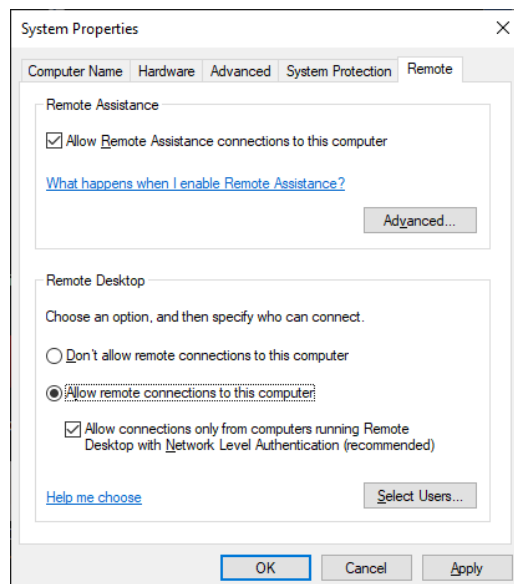 System Properties
Computer Name Hardware Advanced System Protection Remote
Remote Assistance
Allow Remote Assistance connections to this computer
What happens when I enable Remote Assistance?
Advanced...
Remote Desktop
Choose an option, and then specify who can connect.
Don't allow remote connections to this computer
Allow remote connections to this computer
Allow connections only from computers running Remote
Desktop with Network Level Authentication (recommended)
Help me choose Select Users...
OK Cancel Apply